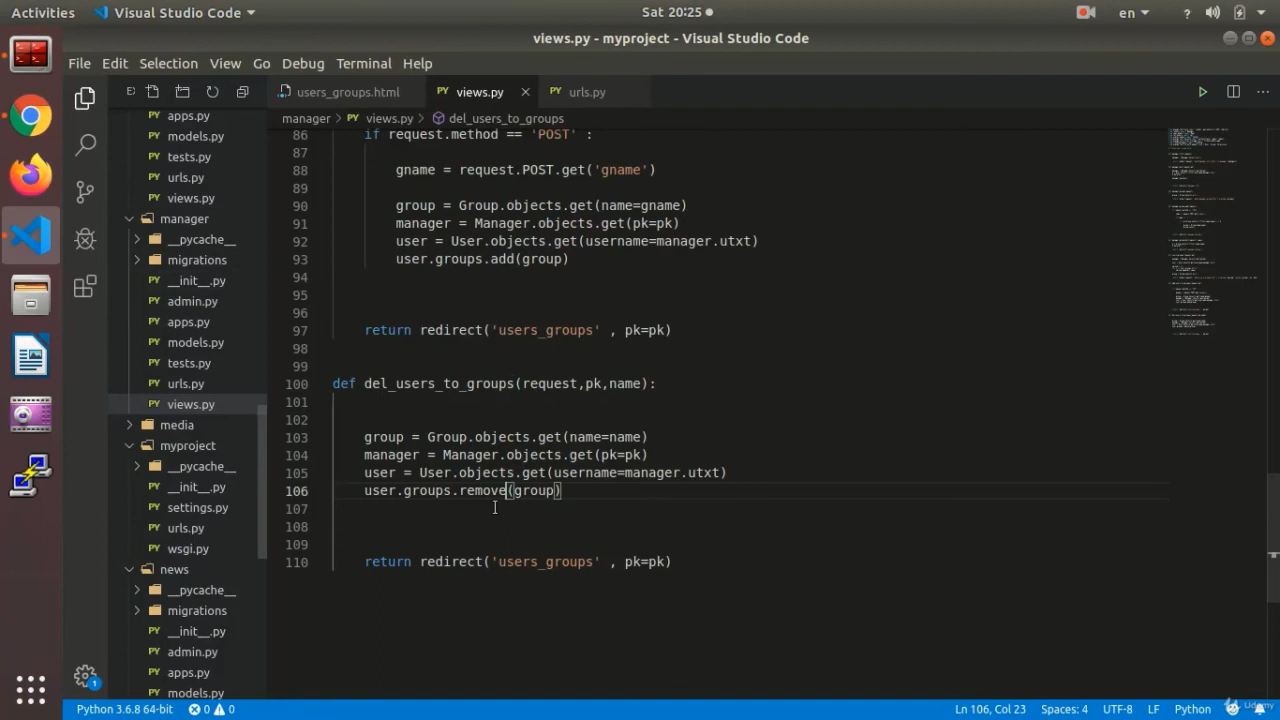 Activities Visual Studio Code Sat 20:25 en ?
views.py - myproject - Visual Studio Code
File Edit Selection View Go Debug Terminal Help
users_groups.html views.py urls.py
manager > views.py > del_users_to_groups
apps.py
models.py
tests.py
urls.py
views.py
manager
__pycache__
migrations
__init__.py
admin.py
apps.py
models.py
tests.py
urls.py
views.py
media
myproject
__pycache__
__init__.py
settings.py
urls.py
wsgi.py
news
__pycache__
migrations
__init__.py
admin.py
apps.py
models.py
86 if request.method == 'POST' :
87
88 gname = request.POST.get('gname')
89
90 group = Group.objects.get(name=gname)
91 manager = Manager.objects.get(pk=pk)
92 user = User.objects.get(username=manager.utxt)
93 user.groups.add(group)
94
95
96
97 return redirect('users_groups' , pk=pk)
98
99
100 def del_users_to_groups(request,pk,name):
101
102
103 group = Group.objects.get(name=name)
104 manager = Manager.objects.get(pk=pk)
105 user = User.objects.get(username=manager.utxt)
106 user.groups.remove(group)
107
108
109
110 return redirect('users_groups' , pk=pk)
1
Python 3.6.8 64-bit 0 0 Ln 106, Col 23 Spaces: 4 UTF-8 LF Python
Udemy